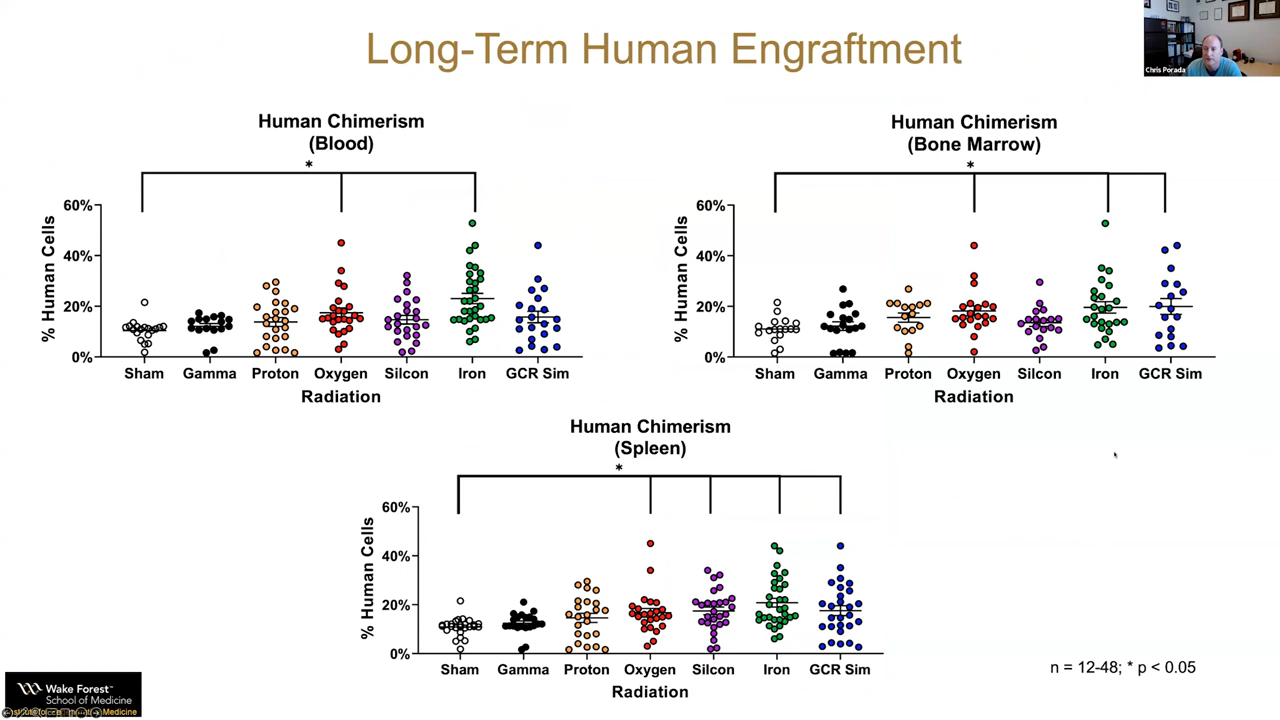 Long-Term Human Engraftment
Chris Porada
Human Chimerism
(Blood)
*
% Human Cells
60%
40%
20%
0%
Sham Gamma Proton Oxygen Silcon Iron GCR Sim
Radiation
Human Chimerism
(Bone Marrow)
*
% Human Cells
60%
40%
20%
0%
Sham Gamma Proton Oxygen Silcon Iron GCR Sim
Radiation
Human Chimerism
(Spleen)
*
% Human Cells
60%
40%
20%
0%
Sham Gamma Proton Oxygen Silcon Iron GCR Sim
Radiation
n = 12-48; * p < 0.05
Wake Forest™
School of Medicine
Medicine